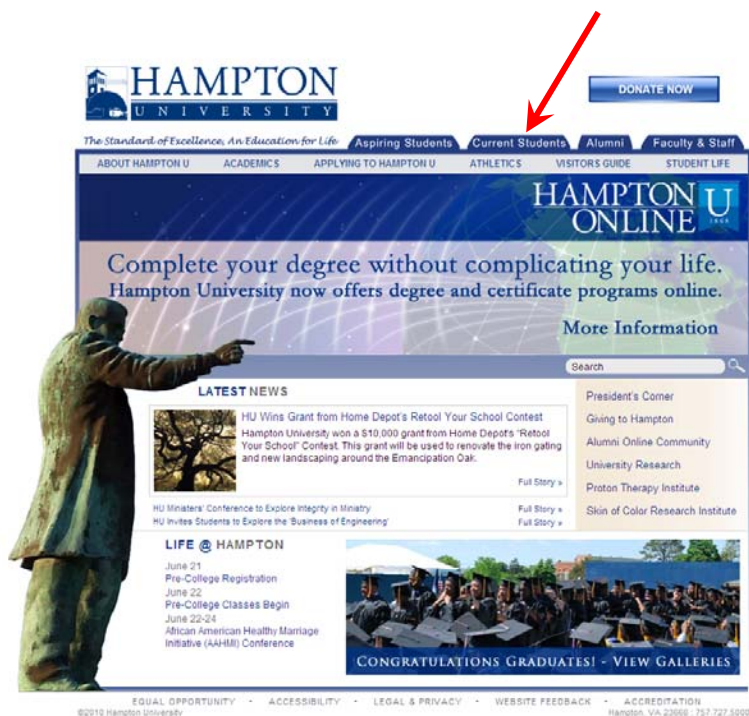 HAMPTON
UNIVERSITY
DONATE NOW
The Standard of Excellence, An Education for Life
Aspiring Students
Current Students
Alumni
Faculty & Staff
ABOUT HAMPTON U
ACADEMICS
APPLYING TO HAMPTON U
ATHLETICS
VISITORS GUIDE
STUDENT LIFE
HAMPTON U
ONLINE
Complete your degree without complicating your life.
Hampton University now offers degree and certificate programs online.
More Information
Search
LATEST NEWS
HU Wins Grant from Home Depot's Retool Your School Contest
Hampton University won a $10,000 grant from Home Depot's "Retool
Your School" Contest. This grant will be used to renovate the iron gating
and new landscaping around the Emancipation Oak.
Full Story »
HU Ministers' Conference to Explore Integrity in Ministry
Full Story »
HU Invites Students to Explore the 'Business of Engineering'
Full Story »
President's Corner
Giving to Hampton
Alumni Online Community
University Research
Proton Therapy Institute
Skin of Color Research Institute
LIFE @ HAMPTON
June 21
Pre-College Registration
June 22
Pre-College Classes Begin
June 22-24
African American Healthy Marriage
Initiative (AAHMI) Conference
CONGRATULATIONS GRADUATES! - VIEW GALLERIES
EQUAL OPPORTUNITY - ACCESSIBILITY - LEGAL & PRIVACY - WEBSITE FEEDBACK - ACCREDITATION
©2010 Hampton University
Hampton, VA 23668 : 757.727.5000